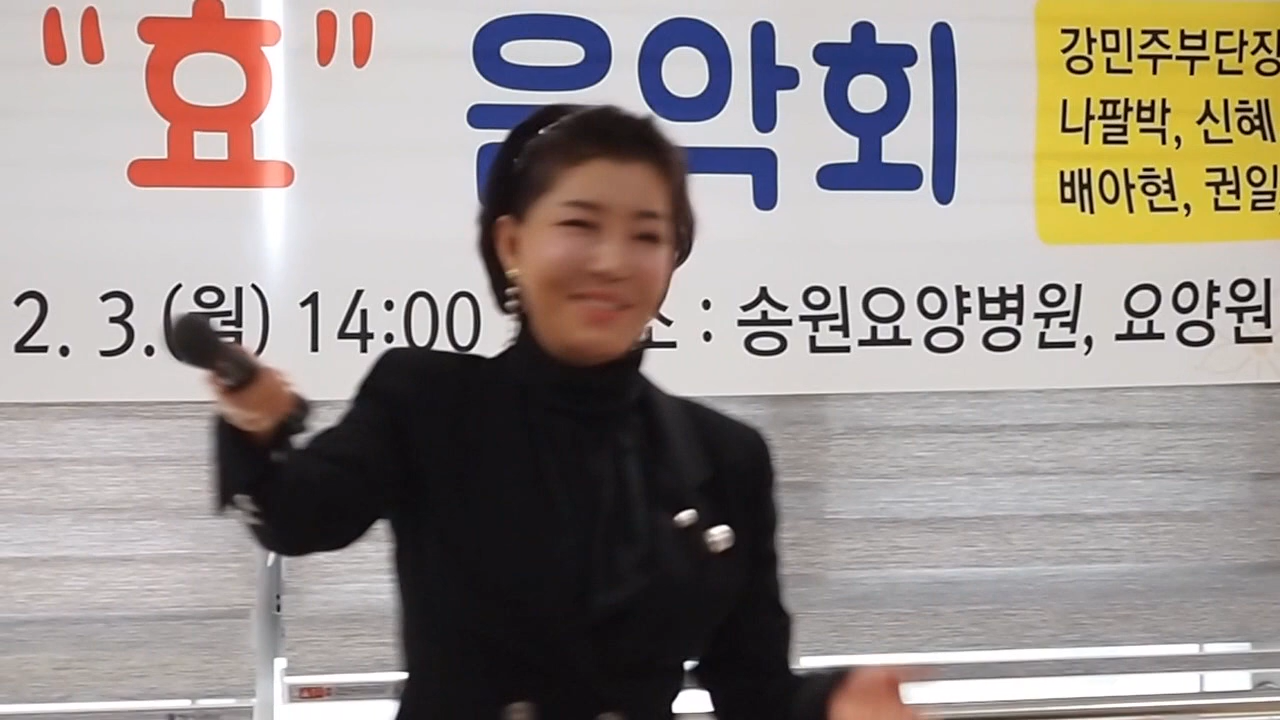 "효" 음악회
강민주부단장
나팔박, 신혜
배아현, 권일
2. 3.(월) 14:00 소 : 송원요양병원, 요양원